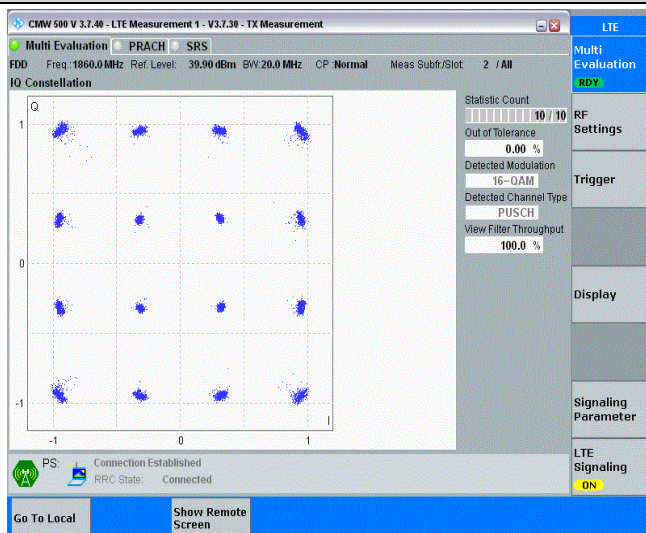 CMW 500 V 3.7.40 - LTE Measurement 1 - V3.7.30 - TX Measurement
Multi Evaluation PRACH SRS
FDD Freq.:1860.0 MHz Ref. Level: 39.90 dBm BW:20.0 MHz CP :Normal Meas Subfr./Slot: 2 / All
IQ Constellation
Q
1
0
-1
I
-1 0 1
Statistic Count
10 / 10
Out of Tolerance
0.00 %
Detected Modulation
16-QAM
Detected Channel Type
PUSCH
View Filter Throughput
100.0 %
PS: Connection Established
RRC State: Connected
LTE
Multi
Evaluation
RDY
RF
Settings
Trigger
Display
Signaling
Parameter
LTE
Signaling
ON
Go To Local
Show Remote
Screen